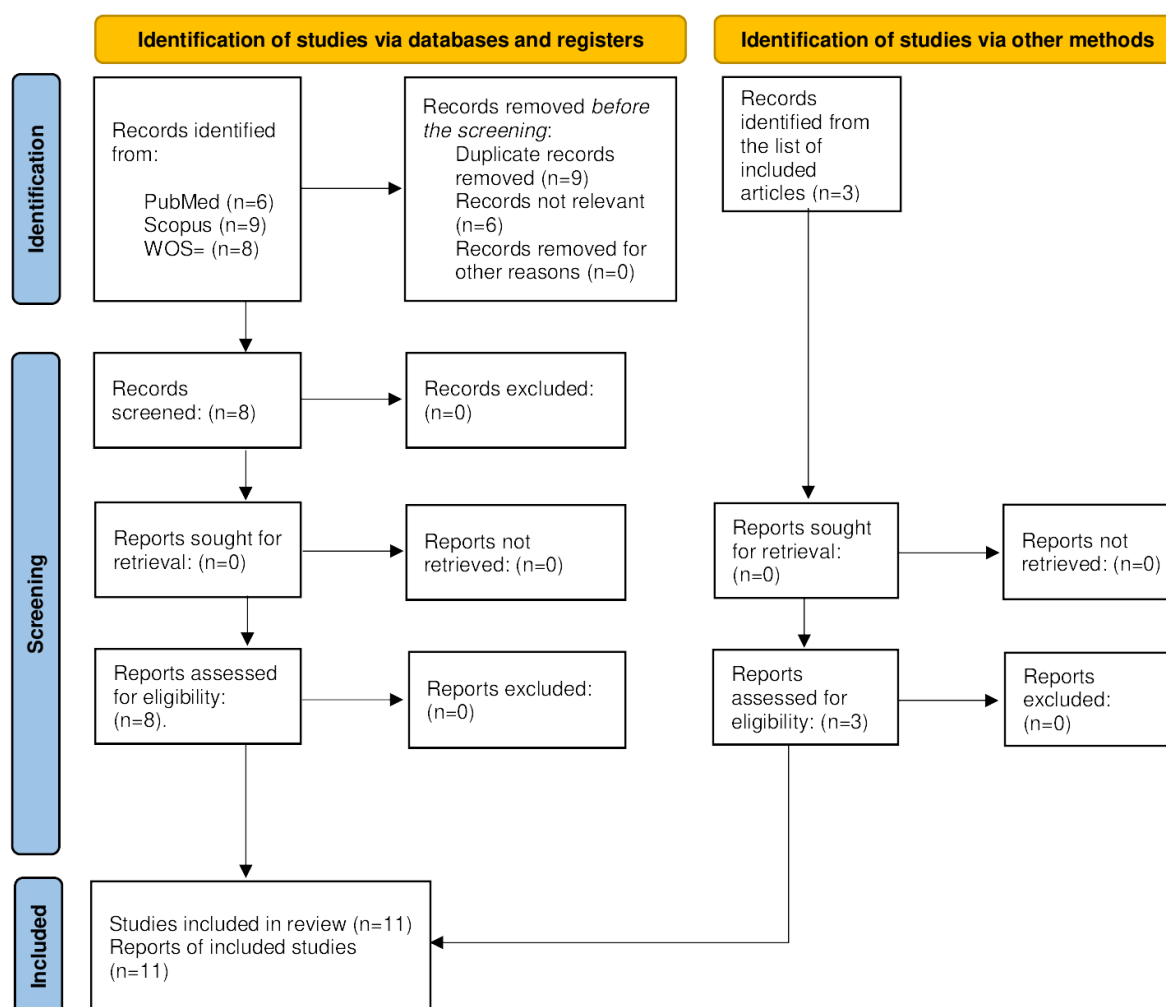 Identification of studies via databases and registers
Identification of studies via other methods
Identification
Records identified
from:
PubMed (n=6)
Scopus (n=9)
WOS= (n=8)
Records removed before
the screening:
Duplicate records
removed (n=9)
Records not relevant
(n=6)
Records removed for
other reasons (n=0)
Records
identified from
the list of
included
articles (n=3)
Screening
Records
screened: (n=8)
Records excluded:
(n=0)
Reports sought for
retrieval: (n=0)
Reports not
retrieved: (n=0)
Reports sought
for retrieval:
(n=0)
Reports not
retrieved: (n=0)
Reports assessed
for eligibility:
(n=8).
Reports excluded:
(n=0)
Reports
assessed for
eligibility: (n=3)
Reports
excluded:
(n=0)
Included
Studies included in review (n=11)
Reports of included studies
(n=11)